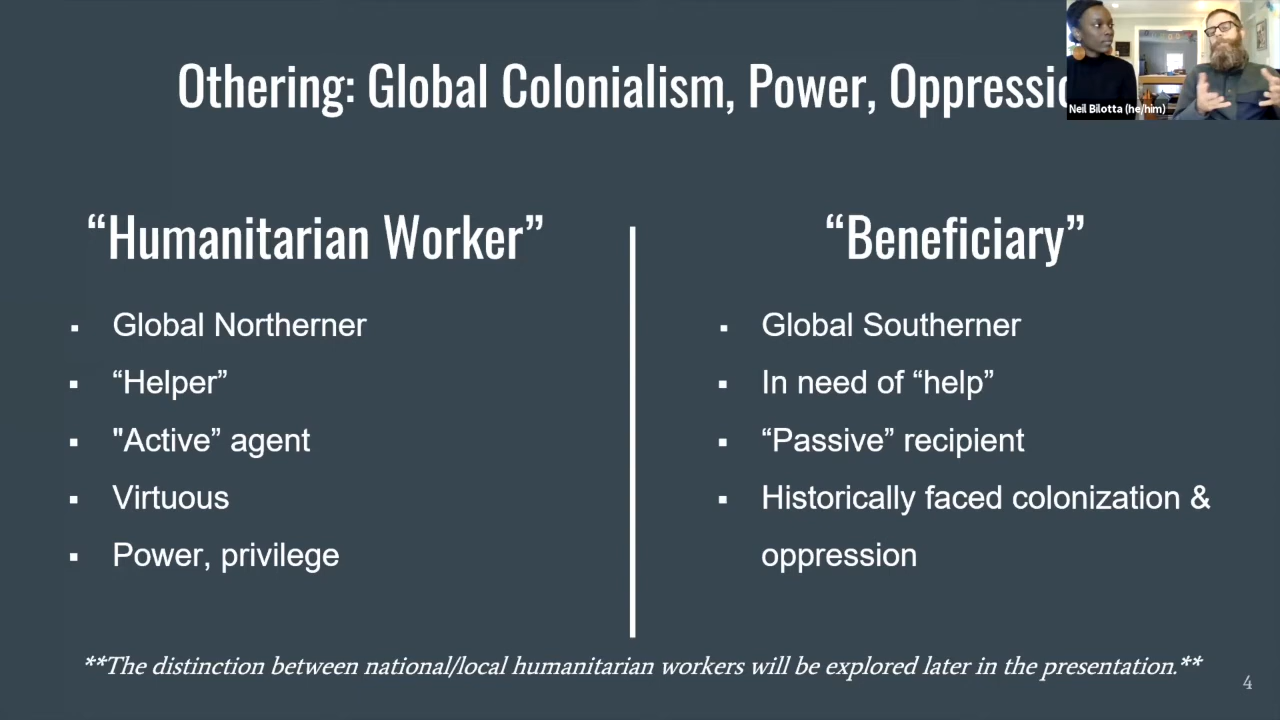 Othering: Global Colonialism, Power, Oppressio
Neil Bilotta (he/him)
“Humanitarian Worker”
▪ Global Northerner
▪ “Helper”
▪ "Active” agent
▪ Virtuous
▪ Power, privilege
“Beneficiary”
▪ Global Southerner
▪ In need of “help”
▪ “Passive” recipient
▪ Historically faced colonization &
oppression
**The distinction between national/local humanitarian workers will be explored later in the presentation.**
4